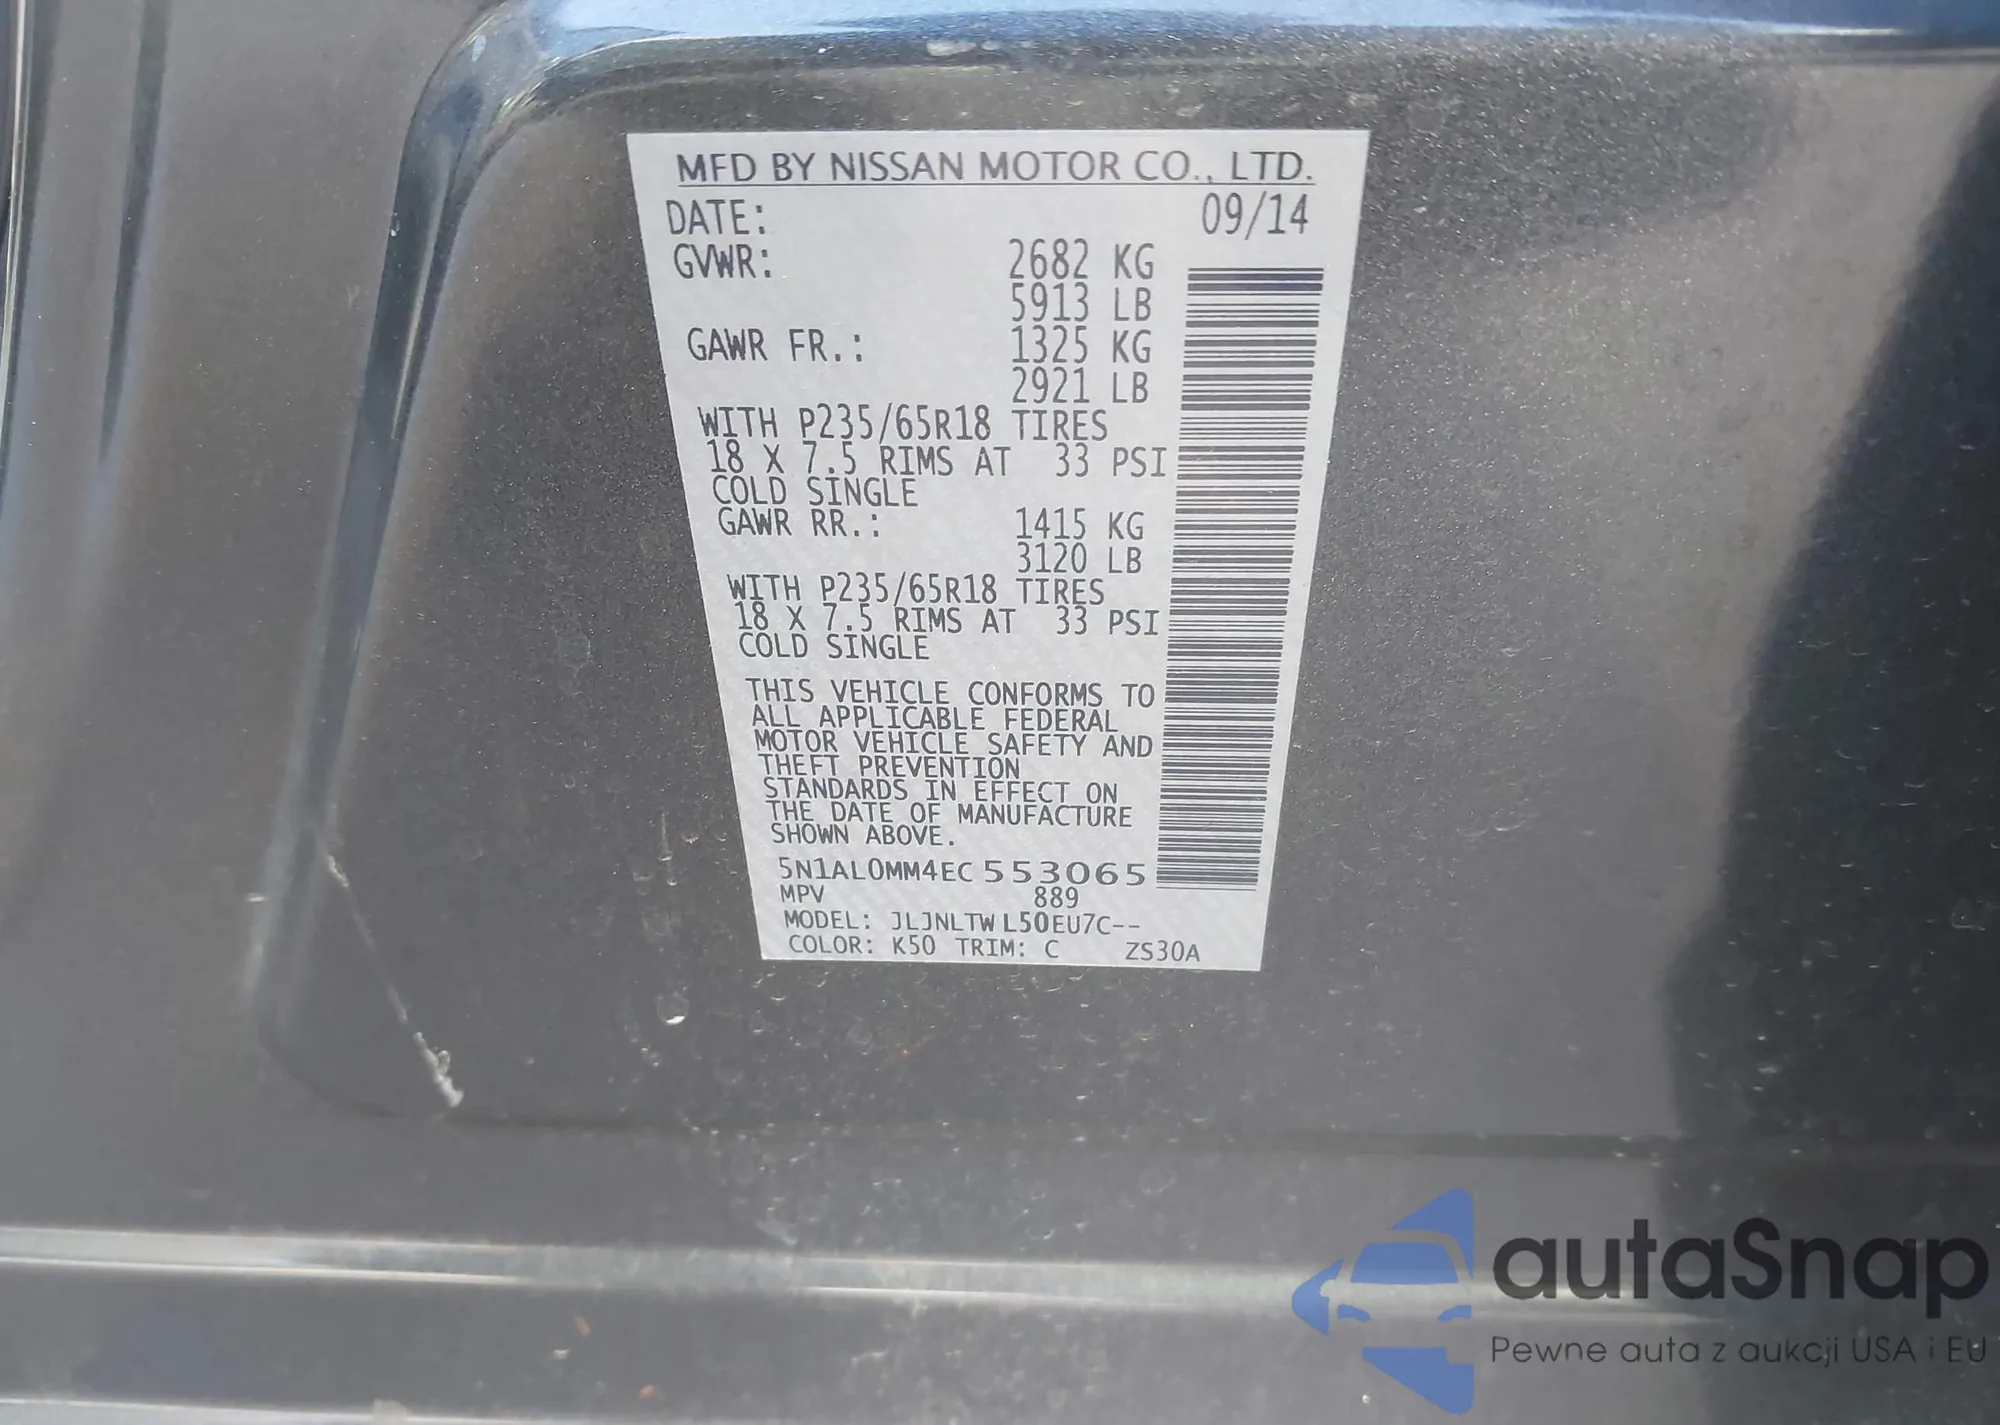 MFD BY NISSAN MOTOR CO., LTD.
DATE: 09/14
GVWR: 2682 KG
5913 LB
GAWR FR.: 1325 KG
2921 LB
WITH P235/65R18 TIRES
18 X 7.5 RIMS AT 33 PSI
COLD SINGLE
GAWR RR.: 1415 KG
3120 LB
WITH P235/65R18 TIRES
18 X 7.5 RIMS AT 33 PSI
COLD SINGLE
THIS VEHICLE CONFORMS TO
ALL APPLICABLE FEDERAL
MOTOR VEHICLE SAFETY AND
THEFT PREVENTION
STANDARDS IN EFFECT ON
THE DATE OF MANUFACTURE
SHOWN ABOVE.
5N1AL0MM4EC553065
MPV 889
MODEL: JLJNLTWL50EU7C--
COLOR: K50 TRIM: C ZS30A
autaSnap
Pewne auta z aukcji USA i EU